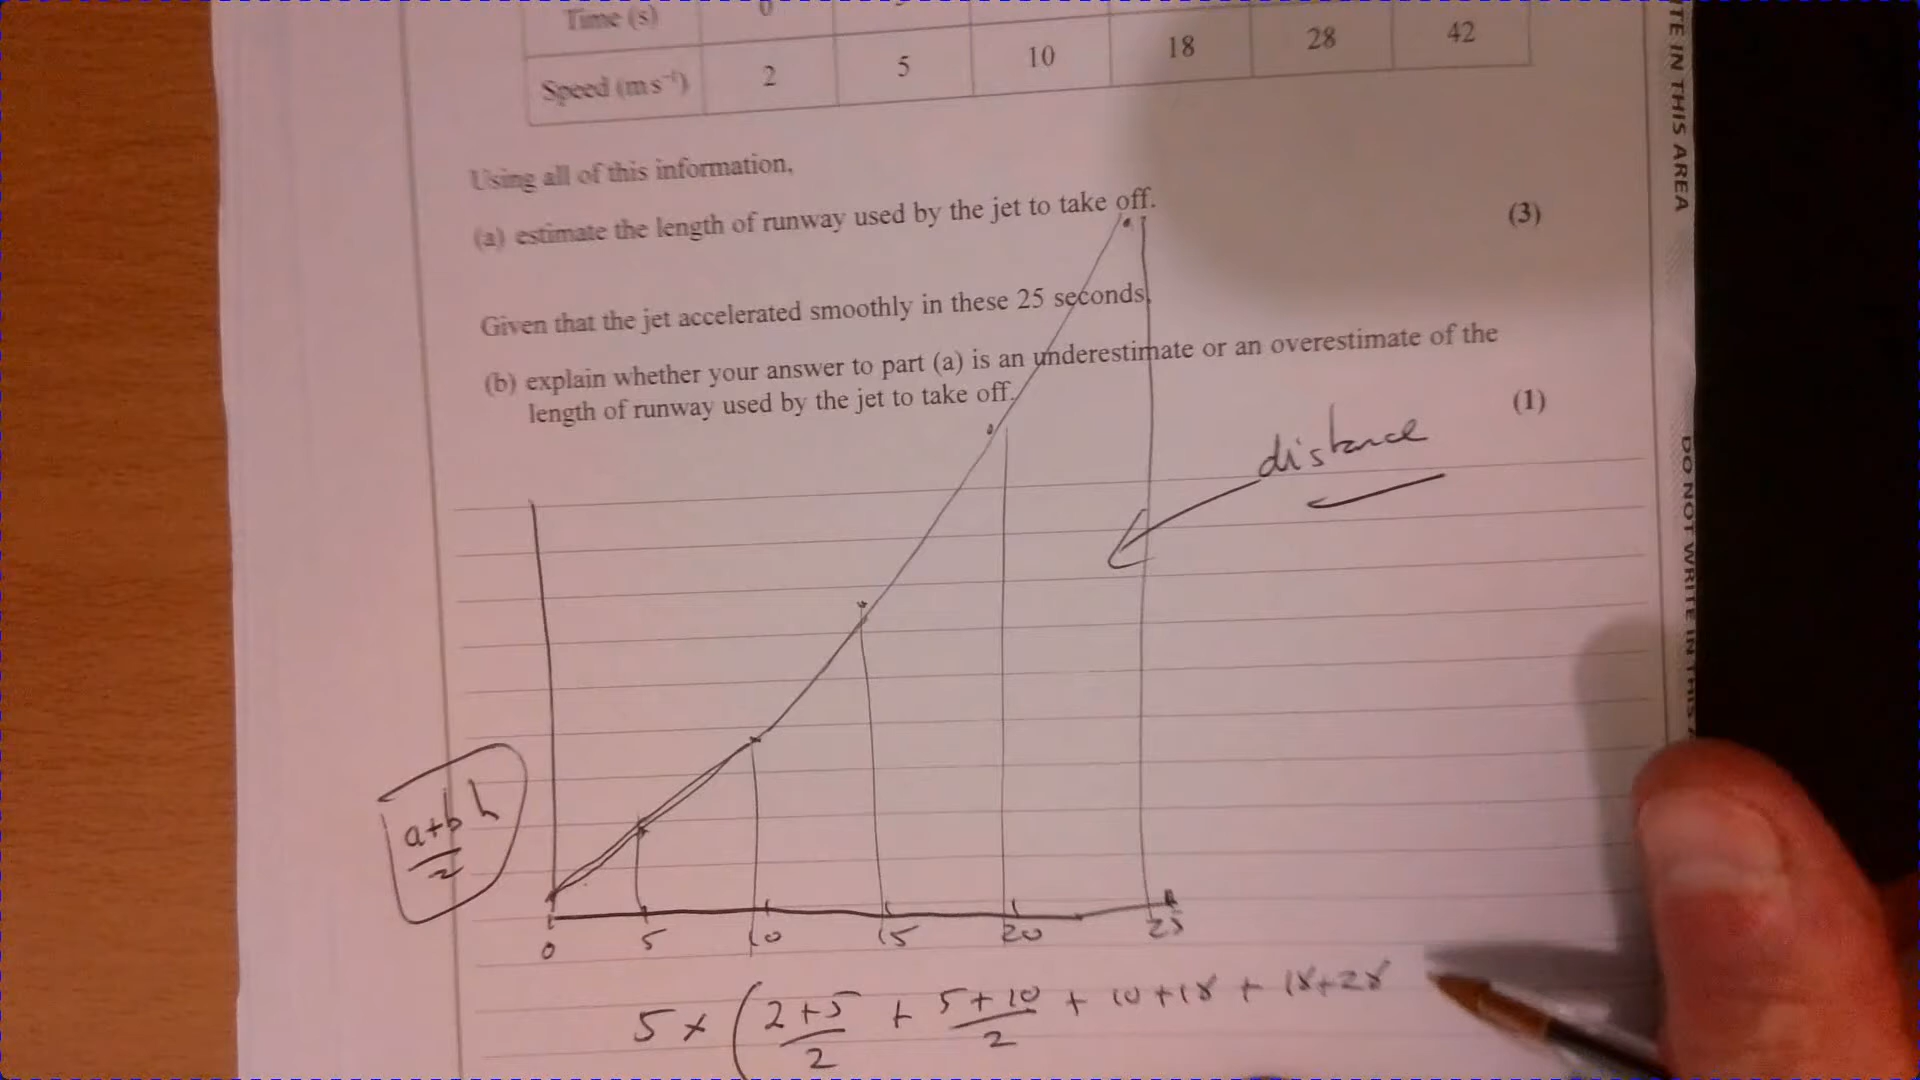 Time (s) 0
Speed (m s⁻¹) 2 5 10 18 28 42
Using all of this information,
(a) estimate the length of runway used by the jet to take off.
(3)
Given that the jet accelerated smoothly in these 25 seconds,
(b) explain whether your answer to part (a) is an underestimate or an overestimate of the
length of runway used by the jet to take off.
(1)
distance
a+b
2
h
0 5 10 15 20 25
5 × ( 2+5 + 5+10 + 10+18 + 18+28
2 2
TE IN THIS AREA
DO NOT WRITE IN THIS